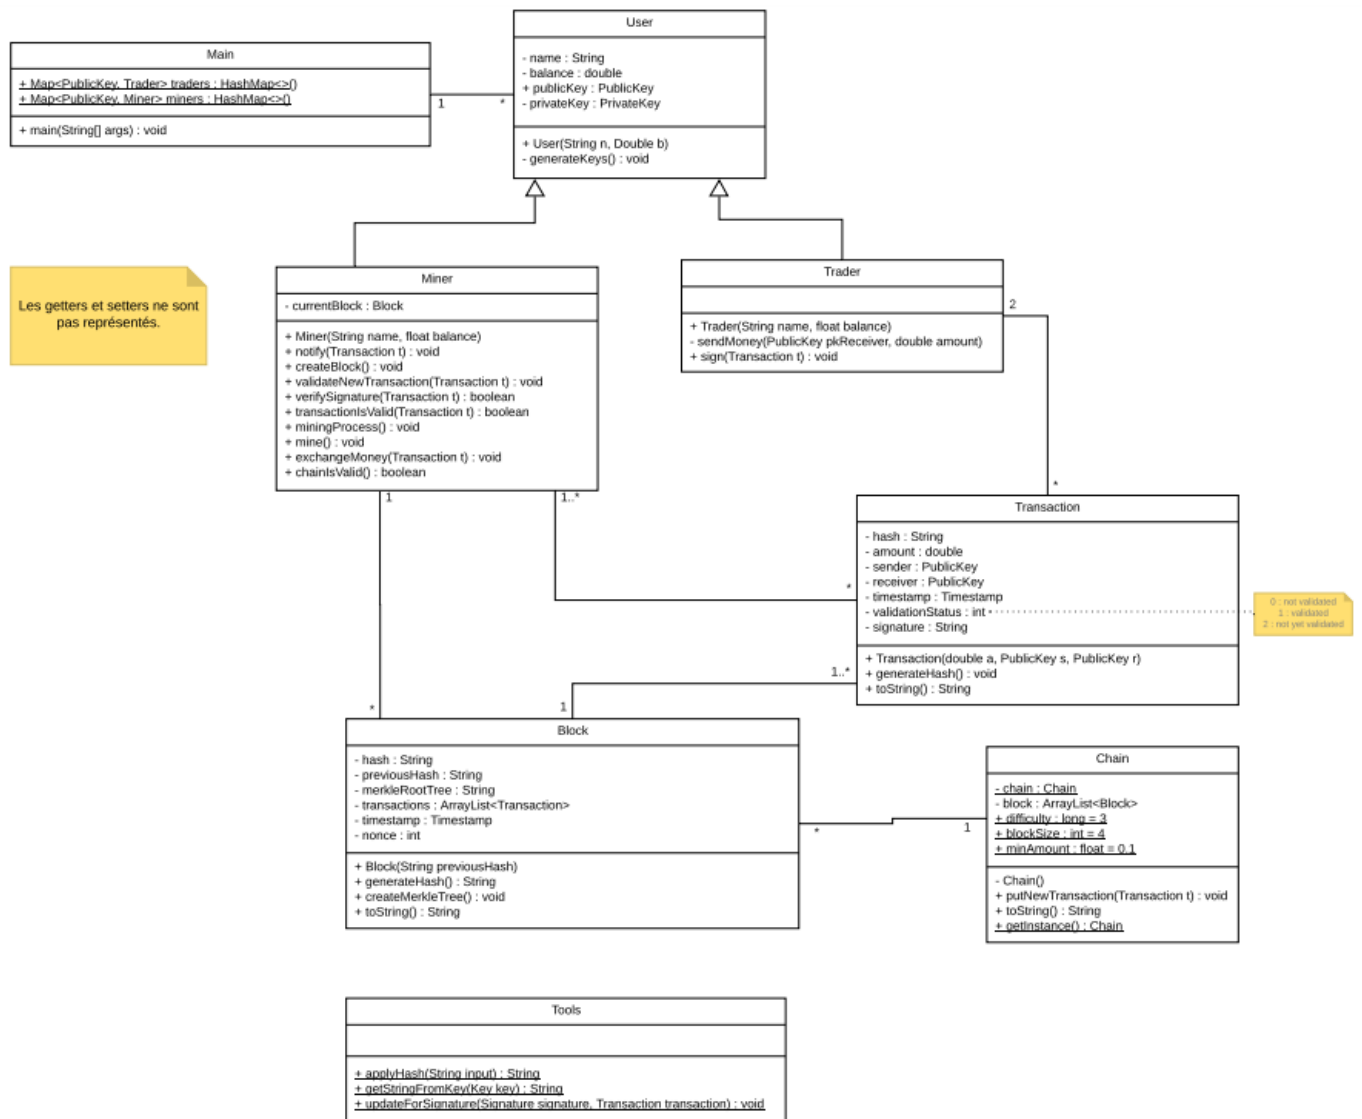 User
- name : String
- balance : double
+ publicKey : PublicKey
- privateKey : PrivateKey
+ User(String n, Double b)
- generateKeys() : void
Main
+ Map<PublicKey, Trader> traders : HashMap<>()
+ Map<PublicKey, Miner> miners : HashMap<>()
+ main(String[] args) : void
1
*
Les getters et setters ne sont
pas représentés.
Miner
- currentBlock : Block
+ Miner(String name, float balance)
+ notify(Transaction t) : void
+ createBlock() : void
+ validateNewTransaction(Transaction t) : void
+ verifySignature(Transaction t) : boolean
+ transactionIsValid(Transaction t) : boolean
+ miningProcess() : void
+ mine() : void
+ exchangeMoney(Transaction t) : void
+ chainIsValid() : boolean
Trader
+ Trader(String name, float balance)
- sendMoney(PublicKey pkReceiver, double amount)
+ sign(Transaction t) : void
2
*
1
1..*
*
Transaction
- hash : String
- amount : double
- sender : PublicKey
- receiver : PublicKey
- timestamp : Timestamp
- validationStatus : int
- signature : String
+ Transaction(double a, PublicKey s, PublicKey r)
+ generateHash() : void
+ toString() : String
0 : not validated
1 : validated
2 : not yet validated
1..*
1
*
Block
- hash : String
- previousHash : String
- merkleRootTree : String
- transactions : ArrayList<Transaction>
- timestamp : Timestamp
- nonce : int
+ Block(String previousHash)
+ generateHash() : String
+ createMerkleTree() : void
+ toString() : String
*
1
Chain
- chain : Chain
- block : ArrayList<Block>
+ difficulty : long = 3
+ blockSize : int = 4
+ minAmount : float = 0.1
- Chain()
+ putNewTransaction(Transaction t) : void
+ toString() : String
+ getInstance() : Chain
Tools
+ applyHash(String input) : String
+ getStringFromKey(Key key) : String
+ updateForSignature(Signature signature, Transaction transaction) : void